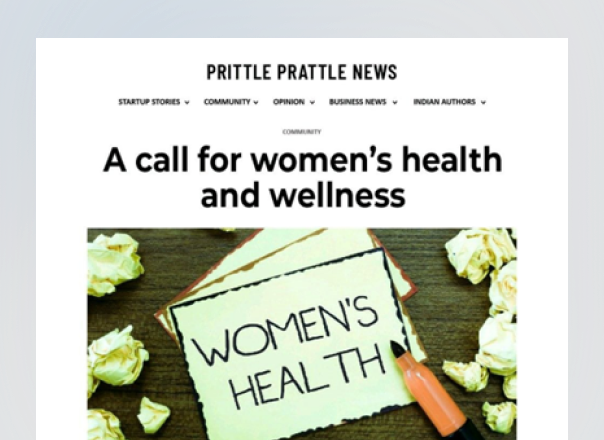 PRITTLE PRATTLE NEWS
STARTUP STORIES COMMUNITY OPINION BUSINESS NEWS INDIAN AUTHORS
COMMUNITY
A call for women's health
and wellness
WOMEN'S
HEALTH